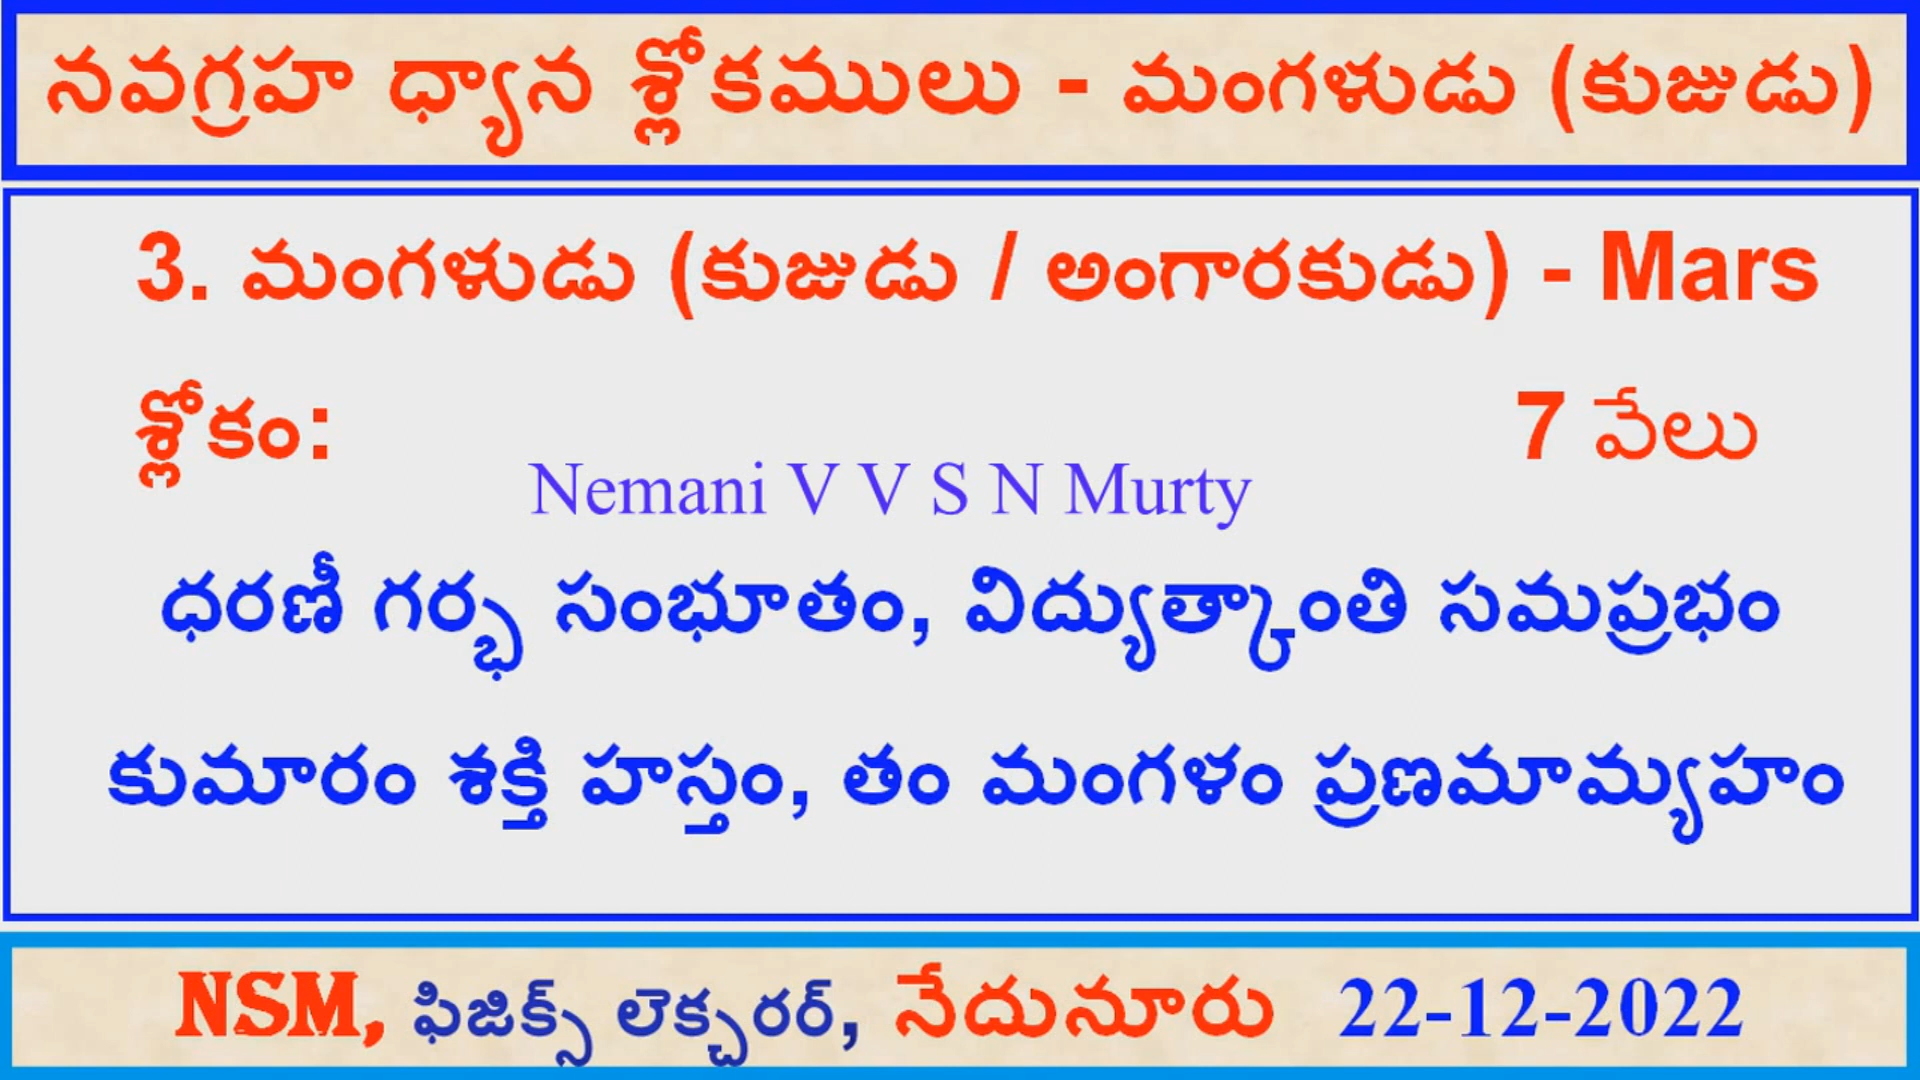 నవగ్రహ ధ్యాన శ్లోకములు - మంగళుడు (కుజుడు)
3. మంగళుడు (కుజుడు / అంగారకుడు) - Mars
శ్లోకం: 7 వేలు
Nemani V V S N Murty
ధరణీ గర్భ సంభూతం, విద్యుత్కాంతి సమప్రభం
కుమారం శక్తి హస్తం, తం మంగళం ప్రణమామ్యహం
NSM, ఫిజిక్స్ లెక్చరర్, నేదునూరు 22-12-2022